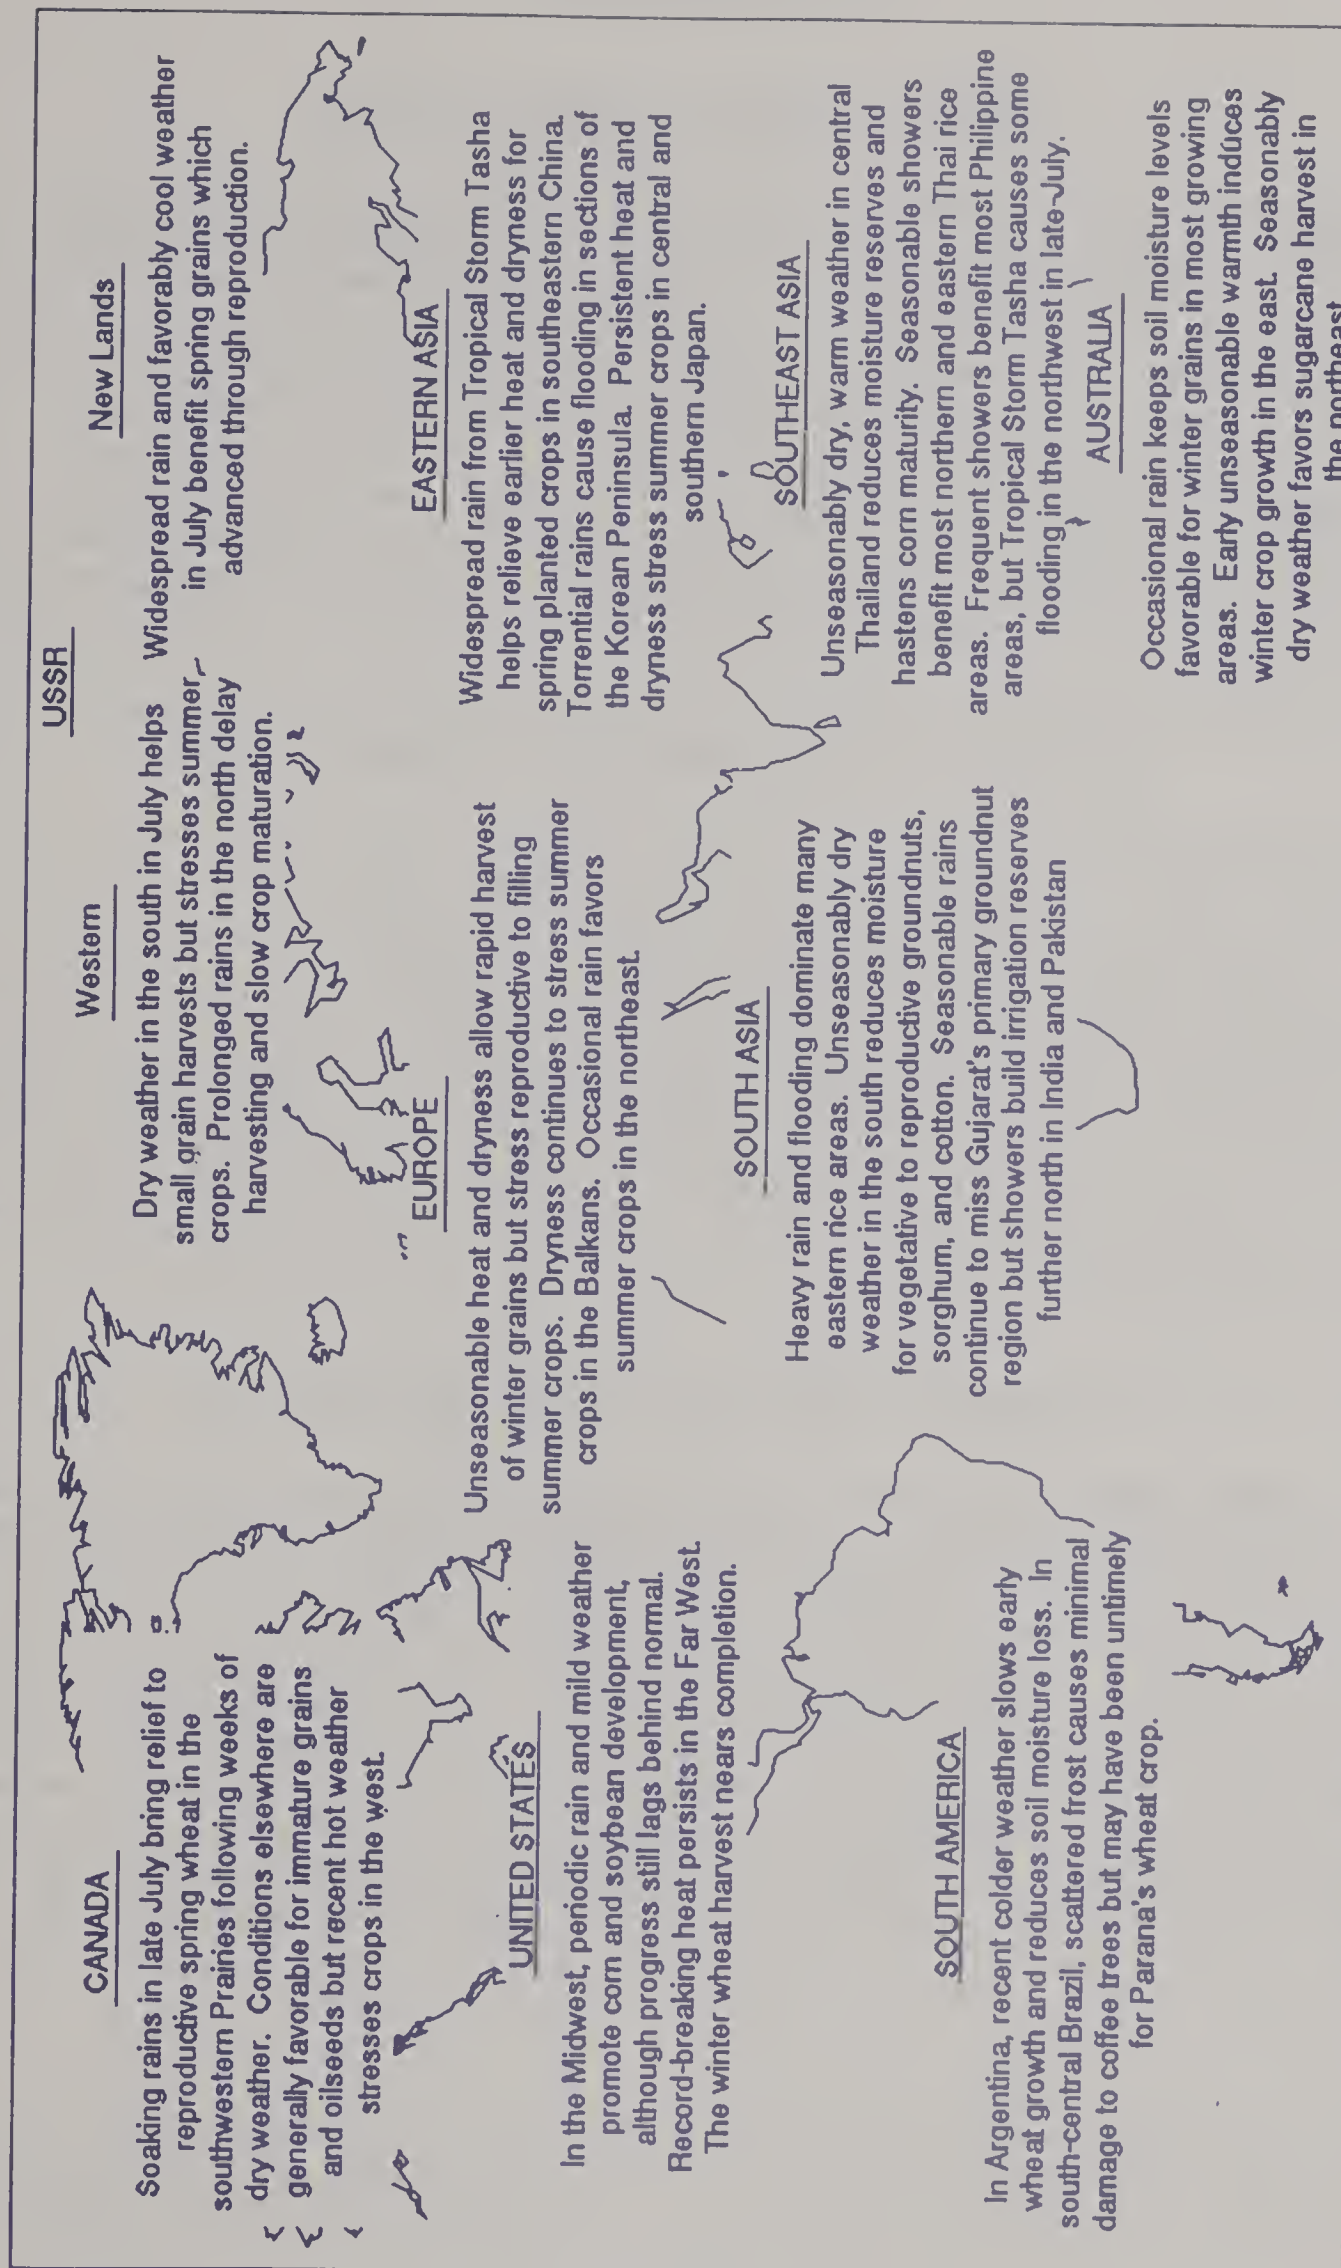 USSR
Western
Dry weather in the south in July helps
small grain harvests but stresses summer
crops. Prolonged rains in the north delay
harvesting and slow crop maturation.
New Lands
Widespread rain and favorably cool weather
in July benefit spring grains which
advanced through reproduction.
CANADA
Soaking rains in late July bring relief to
reproductive spring wheat in the
southwestern Prairies following weeks of
dry weather. Conditions elsewhere are
generally favorable for immature grains
and oilseeds but recent hot weather
stresses crops in the west.
EUROPE
Unseasonable heat and dryness allow rapid harvest
of winter grains but stress reproductive to filling
summer crops. Dryness continues to stress summer
crops in the Balkans. Occasional rain favors
summer crops in the northeast.
EASTERN ASIA
Widespread rain from Tropical Storm Tasha
helps relieve earlier heat and dryness for
spring planted crops in southeastern China.
Torrential rains cause flooding in sections of
the Korean Peninsula. Persistent heat and
dryness stress summer crops in central and
southern Japan.
UNITED STATES
In the Midwest, periodic rain and mild weather
promote corn and soybean development,
although progress still lags behind normal.
Record-breaking heat persists in the Far West.
The winter wheat harvest nears completion.
SOUTH ASIA
Heavy rain and flooding dominate many
eastern rice areas. Unseasonably dry
weather in the south reduces moisture
for vegetative to reproductive groundnuts,
sorghum, and cotton. Seasonable rains
continue to miss Gujarat's primary groundnut
region but showers build irrigation reserves
further north in India and Pakistan
SOUTHEAST ASIA
Unseasonably dry, warm weather in central
Thailand reduces moisture reserves and
hastens corn maturity. Seasonable showers
benefit most northern and eastern Thai rice
areas. Frequent showers benefit most Philippine
areas, but Tropical Storm Tasha causes some
flooding in the northwest in late-July.
SOUTH AMERICA
In Argentina, recent colder weather slows early
wheat growth and reduces soil moisture loss. In
south-central Brazil, scattered frost causes minimal
damage to coffee trees but may have been untimely
for Parana's wheat crop.
AUSTRALIA
Occasional rain keeps soil moisture levels
favorable for winter grains in most growing
areas. Early unseasonable warmth induces
winter crop growth in the east. Seasonably
dry weather favors sugarcane harvest in
the northeast